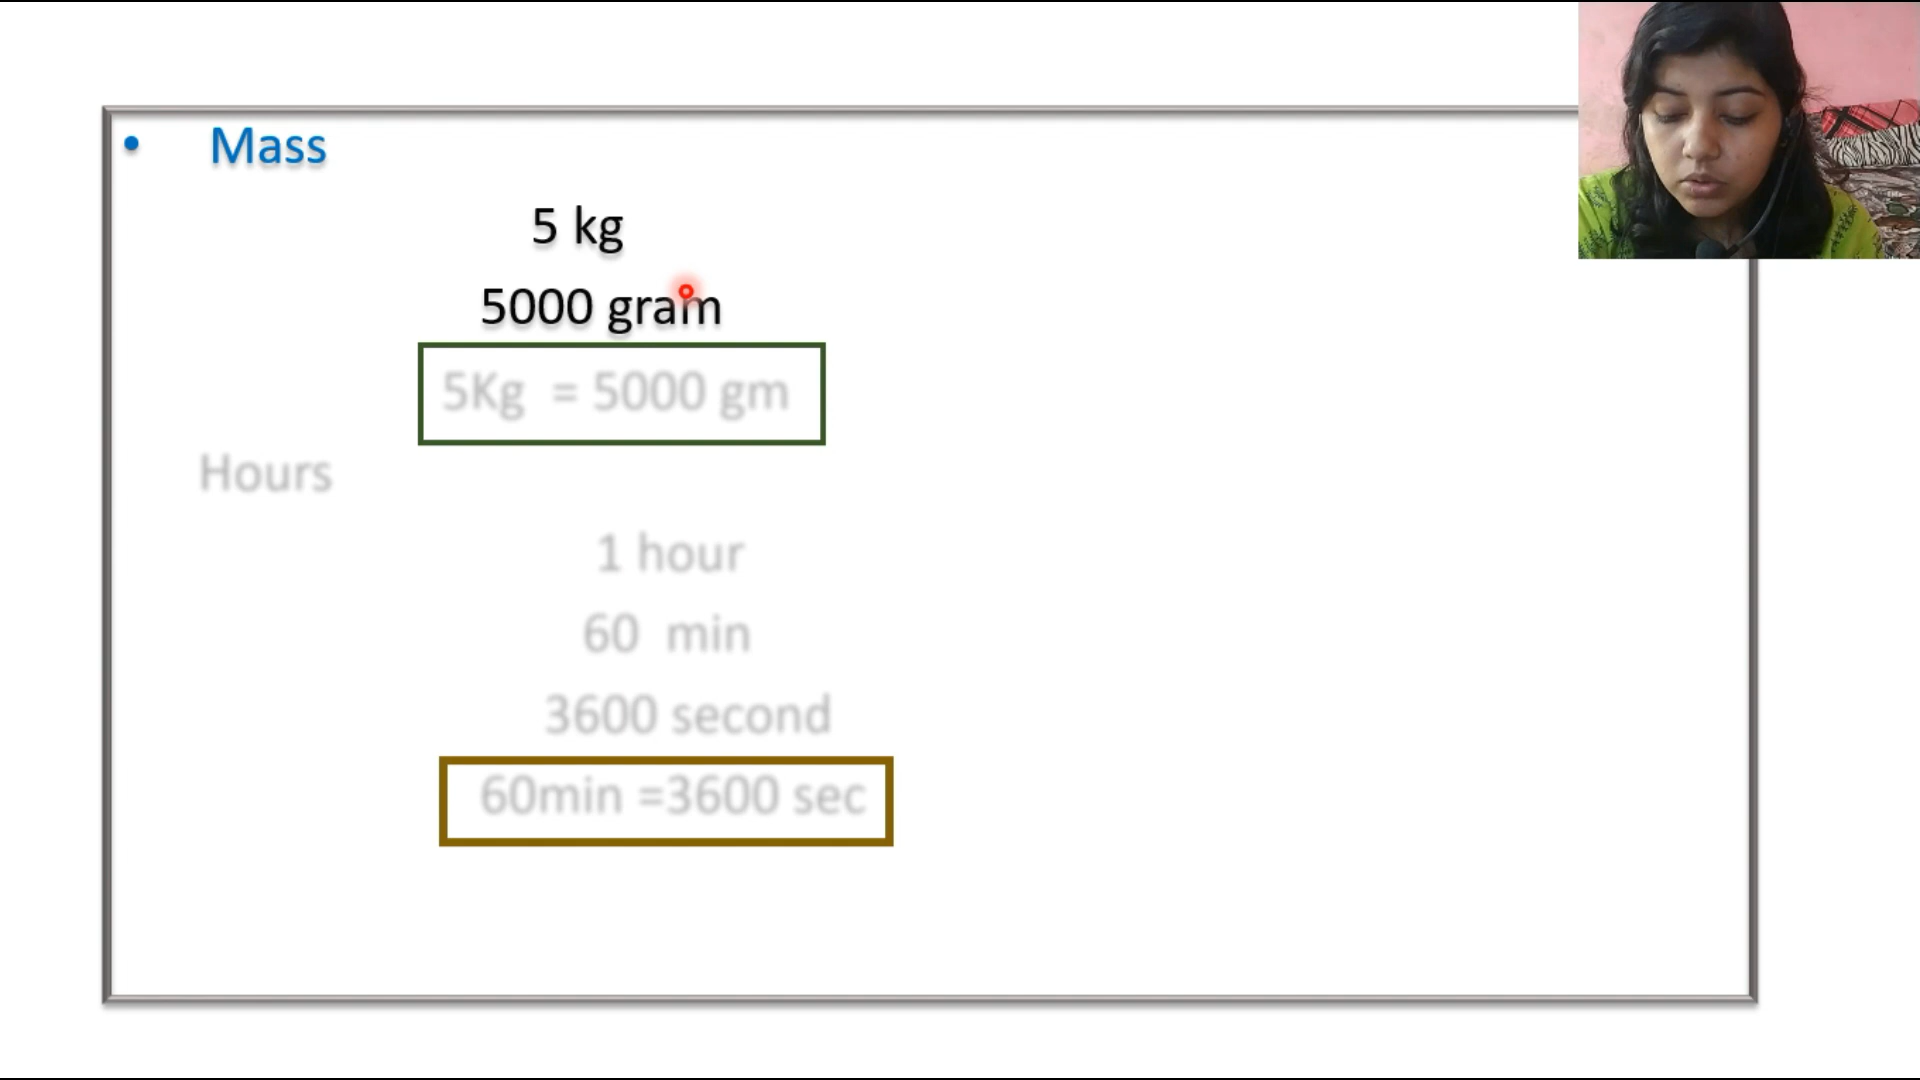 • Mass
5 kg
5000 gram
5Kg = 5000 gm
Hours
1 hour
60 min
3600 second
60min =3600 sec